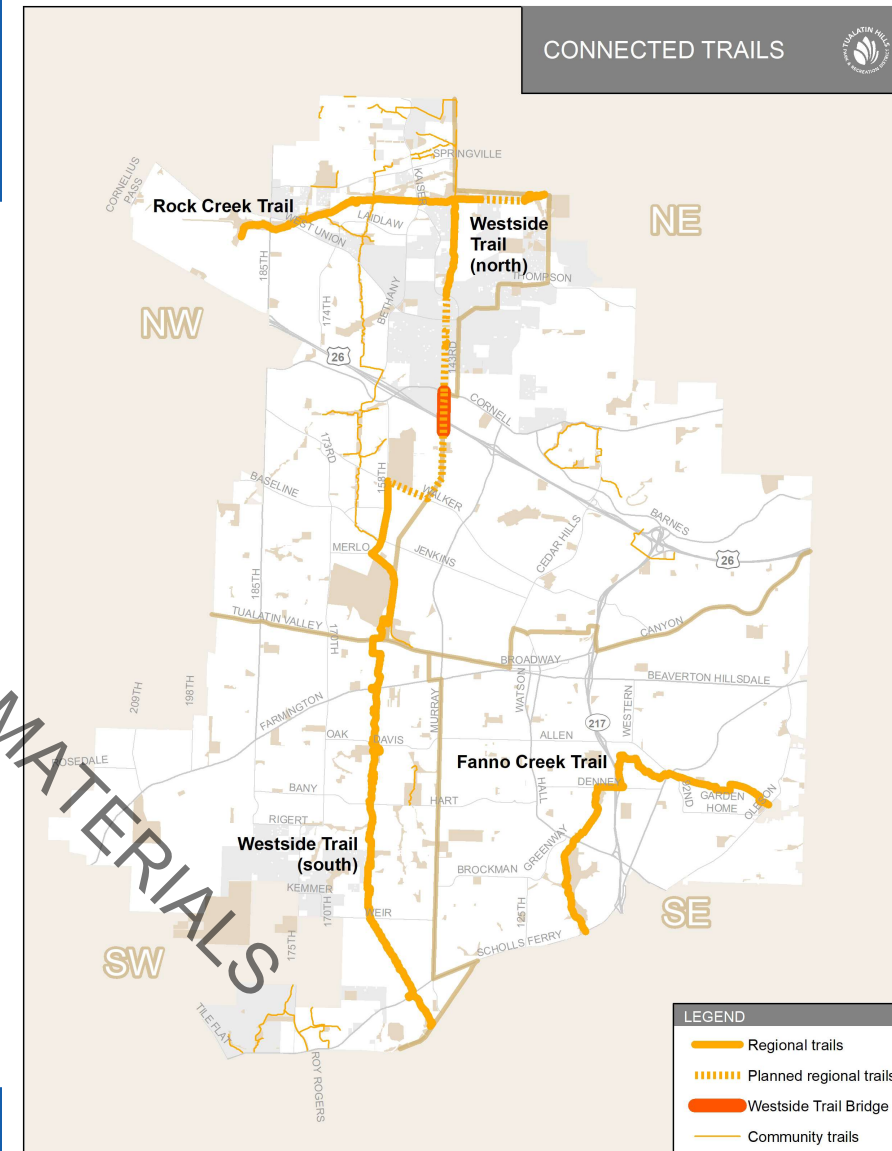 CONNECTED TRAILS
TUALATIN HILLS
PARK & RECREATION DISTRICT
SPRINGVILLE
CORNELIUS
PASS
KAISER
Rock Creek Trail
WEST UNION
LAIDLAW
Westside
Trail
(north)
NE
185TH
THOMPSON
174TH
BETHANY
NW
26
143RD
CORNELL
173RD
158TH
BASELINE
WALKER
BARNES
CEDAR HILLS
MERLO
JENKINS
26
185TH
TUALATIN VALLEY
170TH
CANYON
BROADWAY
BEAVERTON HILLSDALE
209TH
198TH
FARMINGTON
MURRAY
WATSON
WESTERN
217
OAK
DAVIS
ALLEN
ROSEDALE
Fanno Creek Trail
DENNEY
BANY
HART
HALL
92ND
GARDEN
HOME
OLESON
RIGERT
Westside Trail
(south)
GREENWAY
BROCKMAN
KEMMER
170TH
WEIR
125TH
SE
MATERIALS
175TH
SCHOLLS FERRY
SW
TILE FLAT
ROY ROGERS
LEGEND
Regional trails
Planned regional trails
Westside Trail Bridge
Community trails